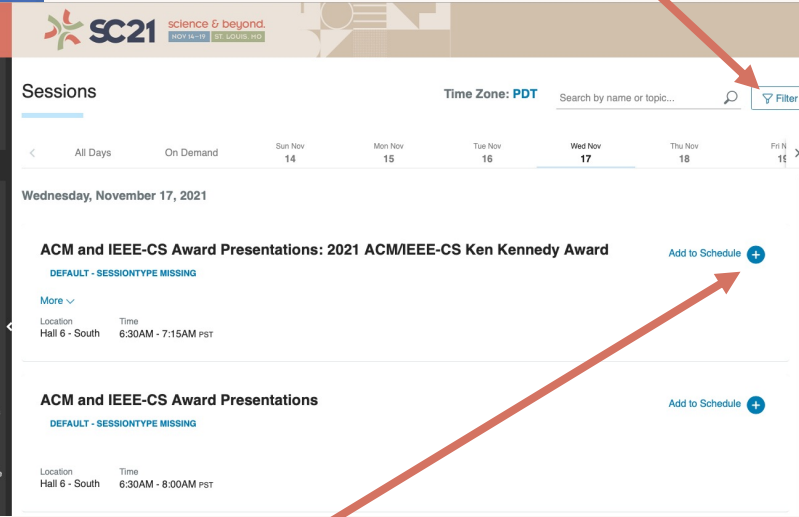 SC21 science & beyond.
NOV 14–19 ST. LOUIS, MO
Sessions
Time Zone: PDT
Search by name or topic...
Filter
All Days
On Demand
Sun Nov
14
Mon Nov
15
Tue Nov
16
Wed Nov
17
Thu Nov
18
Fri N
19
Wednesday, November 17, 2021
ACM and IEEE-CS Award Presentations: 2021 ACM/IEEE-CS Ken Kennedy Award
Add to Schedule
DEFAULT - SESSIONTYPE MISSING
More
Location Time
Hall 6 - South 6:30AM - 7:15AM PST
ACM and IEEE-CS Award Presentations
Add to Schedule
DEFAULT - SESSIONTYPE MISSING
Location Time
Hall 6 - South 6:30AM - 8:00AM PST